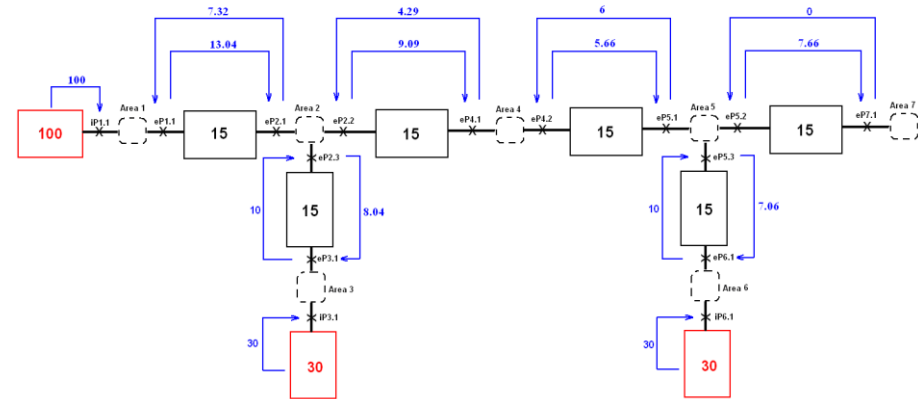 7.32
4.29
6
0
13.04
9.09
5.66
7.66
100
Area 1
Area 2
Area 4
Area 5
Area 7
iP1.1
eP1.1
eP2.1
eP2.2
eP4.1
eP4.2
eP5.1
eP5.2
eP7.1
100
15
15
15
15
eP2.3
eP5.3
10
15
8.04
10
15
7.06
eP3.1
eP6.1
Area 3
Area 6
iP3.1
iP6.1
30
30
30
30